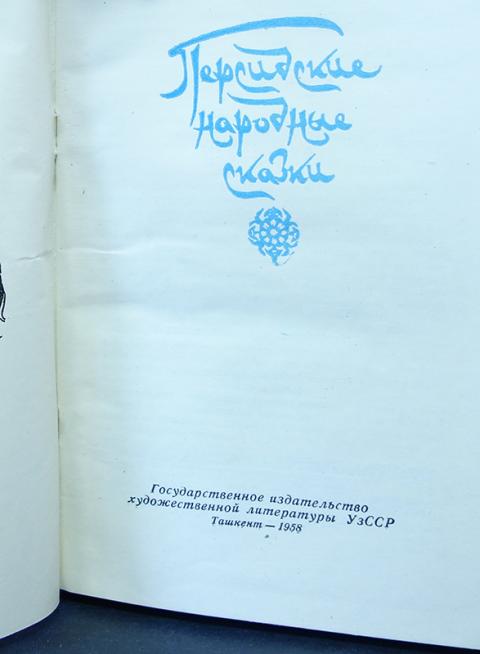 Персидские
народные
сказки
Государственное издательство
художественной литературы УзССР
Ташкент — 1958